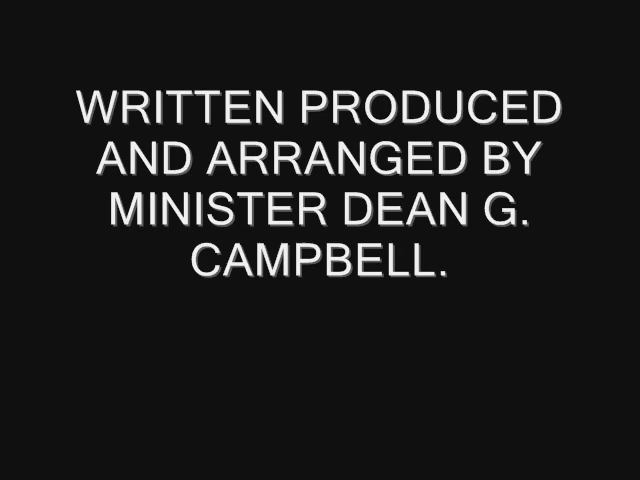 WRITTEN PRODUCED
AND ARRANGED BY
MINISTER DEAN G.
CAMPBELL.